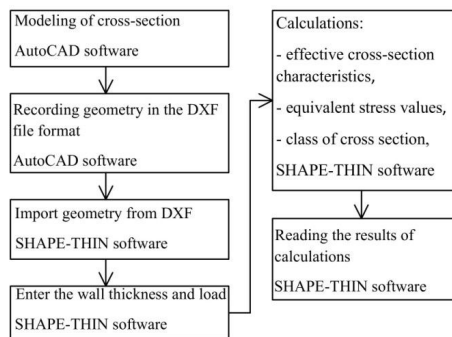 Modeling of cross-section
AutoCAD software
Recording geometry in the DXF
file format
AutoCAD software
Import geometry from DXF
SHAPE-THIN software
Enter the wall thickness and load
SHAPE-THIN software
Calculations:
- effective cross-section
characteristics,
- equivalent stress values,
- class of cross section,
SHAPE-THIN software
Reading the results of
calculations
SHAPE-THIN software